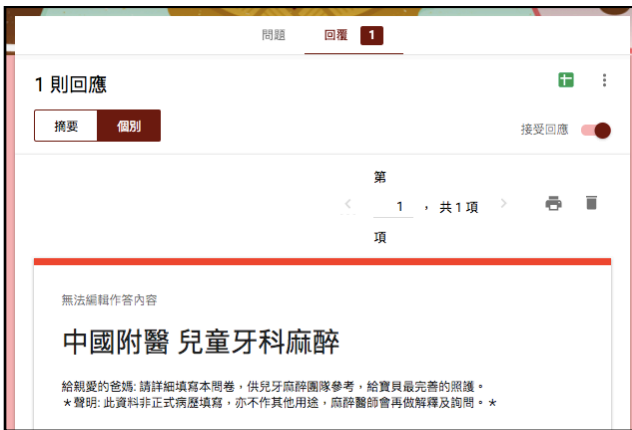 問題 回覆 1
1 則回應
摘要 個別 接受回應
第
1 ，共 1 項
項
無法編輯作答內容
中國附醫 兒童牙科麻醉
給親愛的爸媽: 請詳細填寫本問卷，供兒牙麻醉團隊參考，給寶貝最完善的照護。
★聲明: 此資料非正式病歷填寫，亦不作其他用途，麻醉醫師會再做解釋及詢問。★